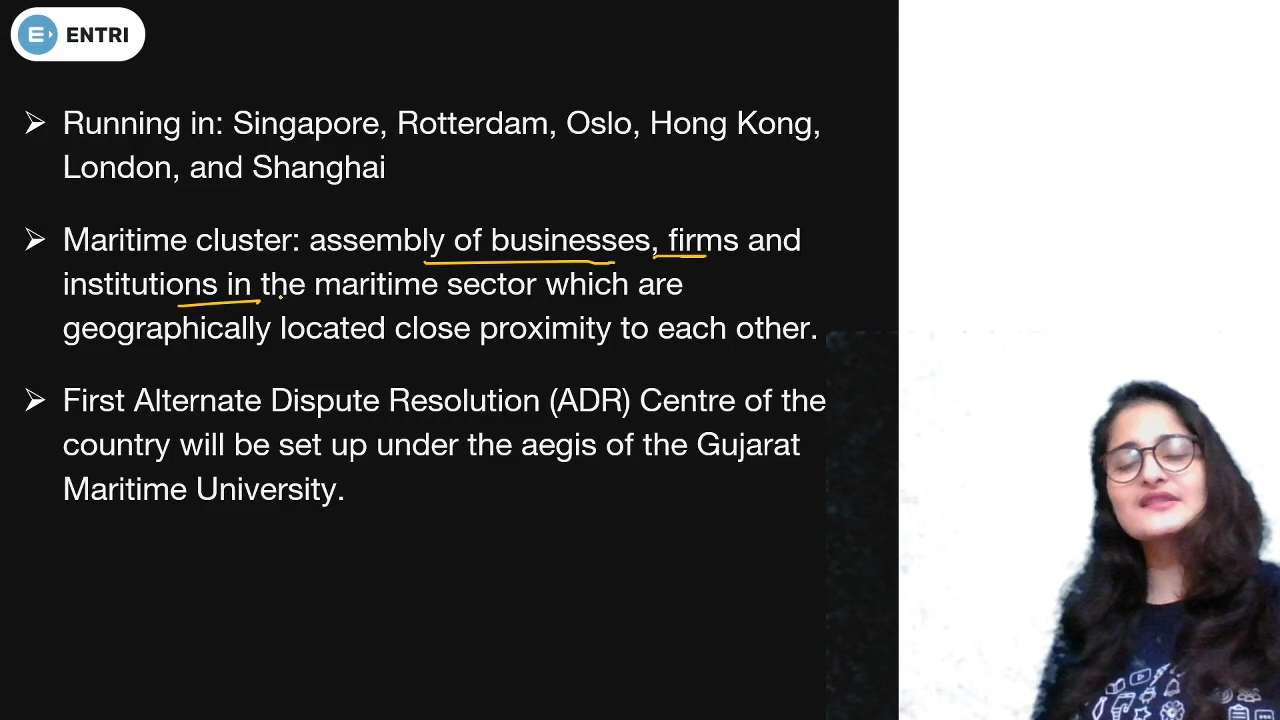 ENTRI
Running in: Singapore, Rotterdam, Oslo, Hong Kong,
London, and Shanghai
Maritime cluster: assembly of businesses, firms and
institutions in the maritime sector which are
geographically located close proximity to each other.
First Alternate Dispute Resolution (ADR) Centre of the
country will be set up under the aegis of the Gujarat
Maritime University.